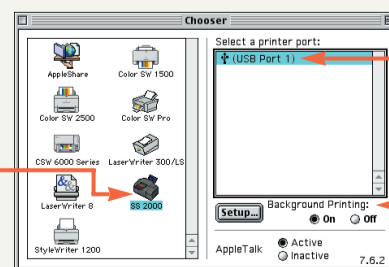 Chooser
Select a printer port:
(USB Port 1)
AppleShare
Color SW 1500
Color SW 2500
Color SW Pro
CSW 6000 Series
LaserWriter 300/LS
LaserWriter 8
SS 2000
StyleWriter 1200
Setup...
Background Printing:
On
Off
AppleTalk
Active
Inactive
7.6.2